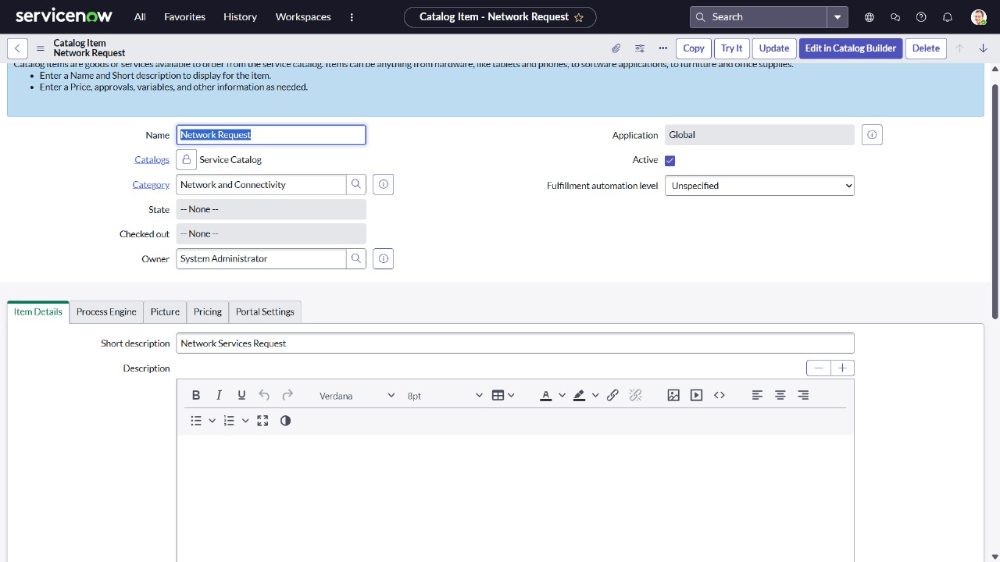 servicenow
All
Favorites
History
Workspaces
Catalog Item - Network Request
Search
Catalog Item
Network Request
Copy
Try It
Update
Edit in Catalog Builder
Delete
Catalog Items are goods or services available to order from the service catalog. Items can be anything from hardware, like tablets and phones, to software applications, to furniture and office supplies.
• Enter a Name and Short description to display for the item.
• Enter a Price, approvals, variables, and other information as needed.
Name
Network Request
Application
Global
Catalogs
Service Catalog
Active
Category
Network and Connectivity
Fulfillment automation level
Unspecified
State
-- None --
Checked out
-- None --
Owner
System Administrator
Item Details
Process Engine
Picture
Pricing
Portal Settings
Short description
Network Services Request
Description
B
I
U
Verdana
8pt
A